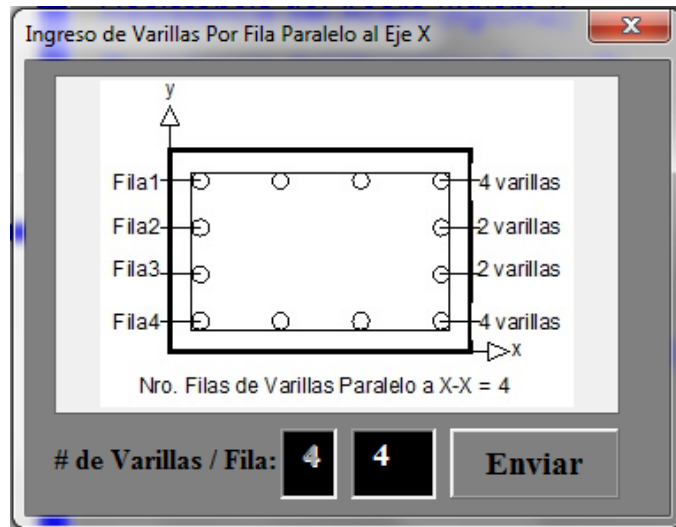 Ingreso de Varillas Por Fila Paralelo al Eje X
y
Fila1 4 varillas
Fila2 2 varillas
Fila3 2 varillas
Fila4 4 varillas
x
Nro. Filas de Varillas Paralelo a X-X = 4
# de Varillas / Fila: 4 4 Enviar